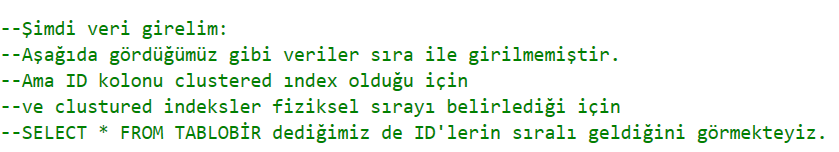 --Şimdi veri girelim:
--Aşağıda gördüğümüz gibi veriler sıra ile girilmemiştir.
--Ama ID kolonu clustered ındex olduğu için
--ve clustured indeksler fiziksel sırayı belirlediği için
--SELECT * FROM TABLOBİR dediğimiz de ID'lerin sıralı geldiğini görmekteyiz.